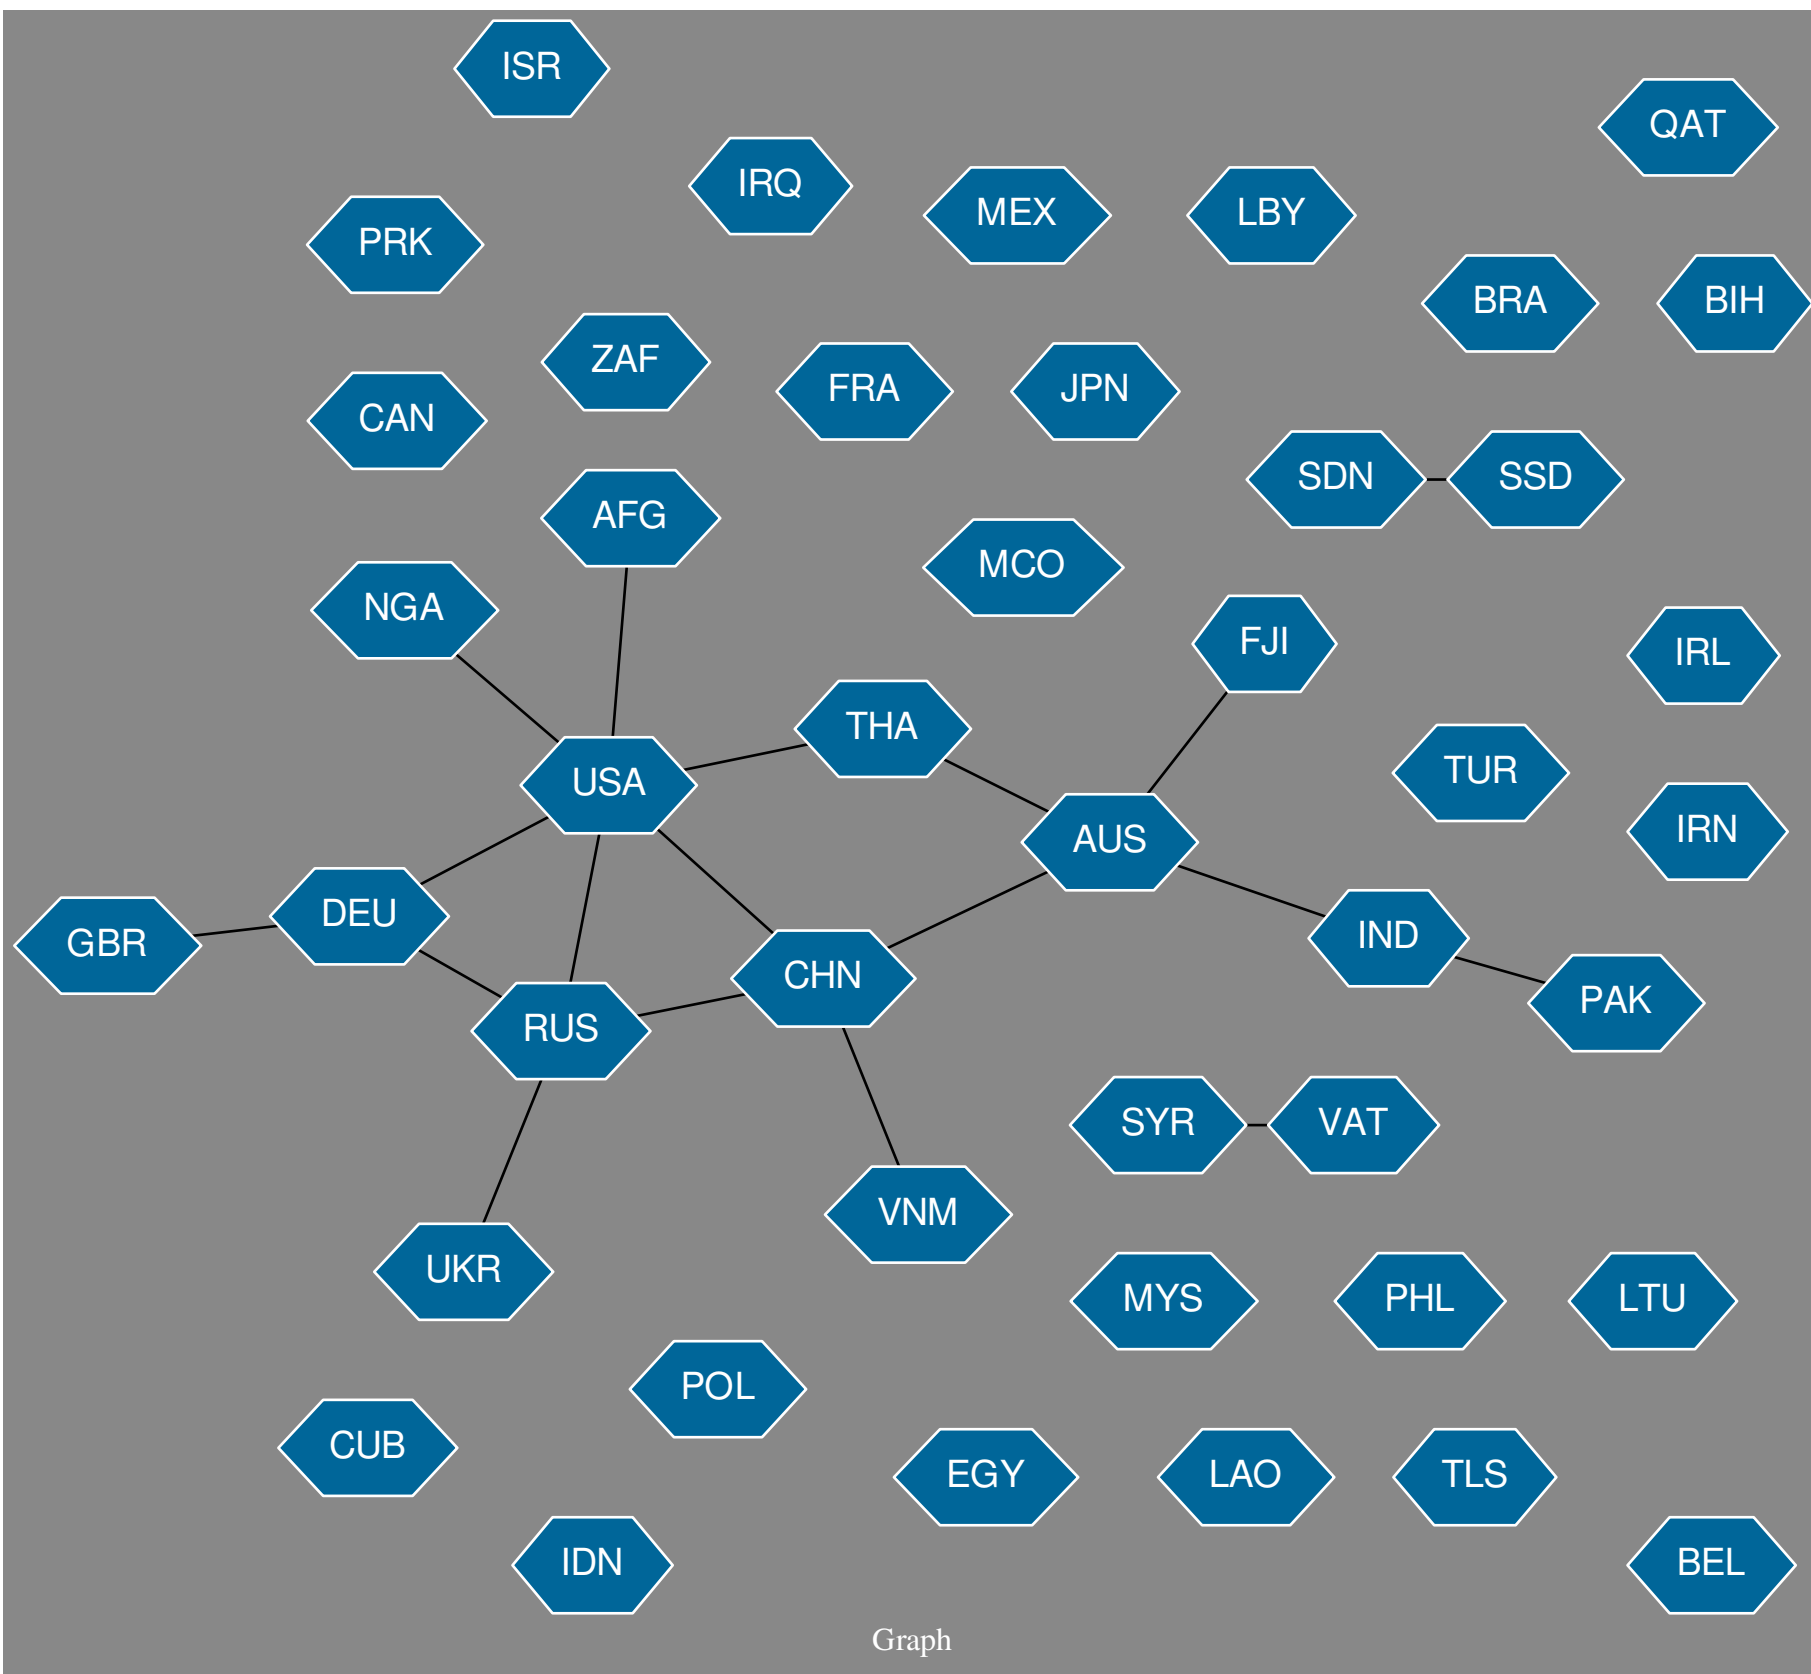 ISR
QAT
IRQ
MEX
LBY
PRK
BRA
BIH
ZAF
FRA
JPN
CAN
SDN
SSD
AFG
MCO
NGA
FJI
IRL
THA
TUR
USA
AUS
IRN
DEU
IND
GBR
CHN
PAK
RUS
SYR
VAT
VNM
UKR
MYS
PHL
LTU
POL
CUB
EGY
LAO
TLS
IDN
BEL
Graph